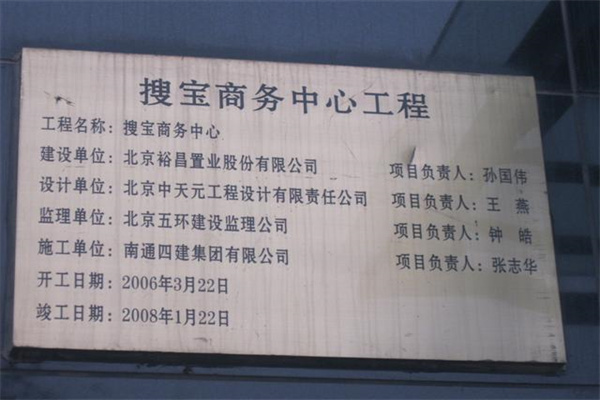 搜宝商务中心工程
工程名称：搜宝商务中心
建设单位：北京裕昌置业股份有限公司 项目负责人：孙国伟
设计单位：北京中天元工程设计有限责任公司 项目负责人：王 燕
监理单位：北京五环建设监理公司 项目负责人：钟 皓
施工单位：南通四建集团有限公司 项目负责人：张志华
开工日期：2006年3月22日
竣工日期：2008年1月22日